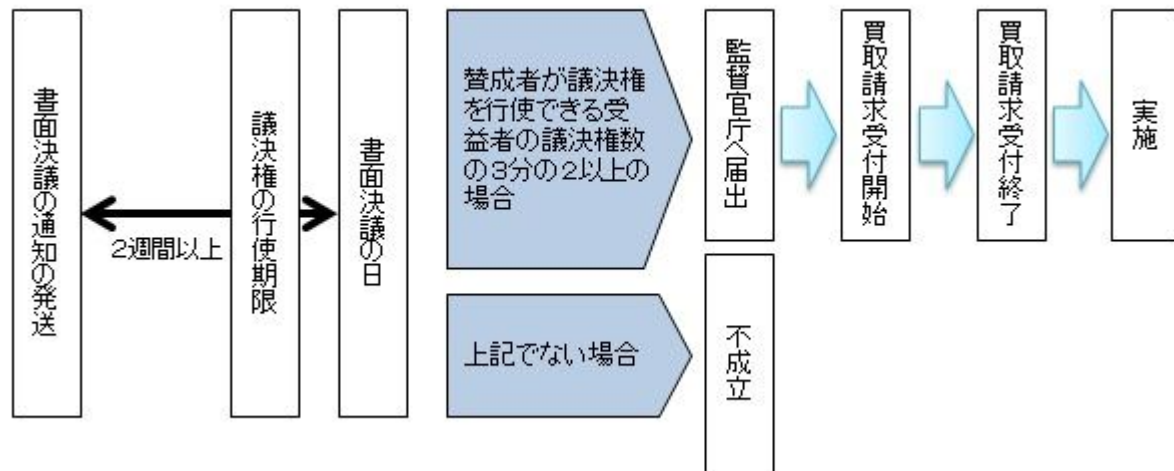 書面決議の通知の発送
2週間以上
議決権の行使期限
書面決議の日
賛成者が議決権
を行使できる受
益者の議決権数
の3分の2以上の
場合
上記でない場合
監督官庁へ届出
不成立
買取請求受付開始
買取請求受付終了
実施